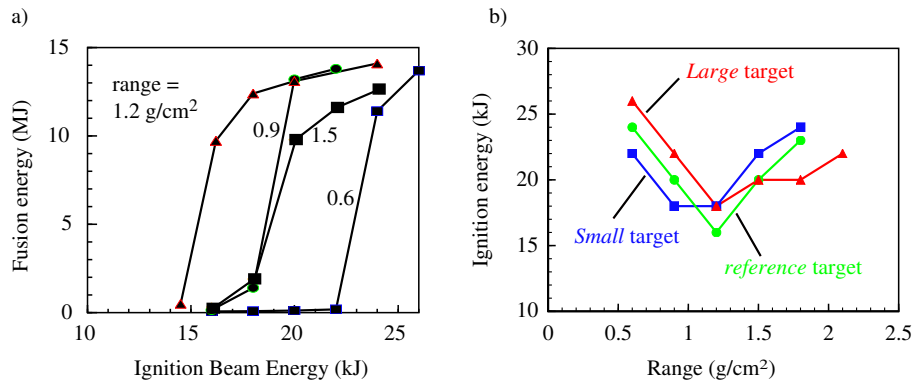 a)
15
10
5
0
Fusion energy (MJ)
range =
1.2 g/cm²
0.9
1.5
0.6
10
15
20
25
Ignition Beam Energy (kJ)
b)
40
30
20
10
Ignition energy (kJ)
Large target
Small target
reference target
0
0.5
1
1.5
2
2.5
Range (g/cm²)